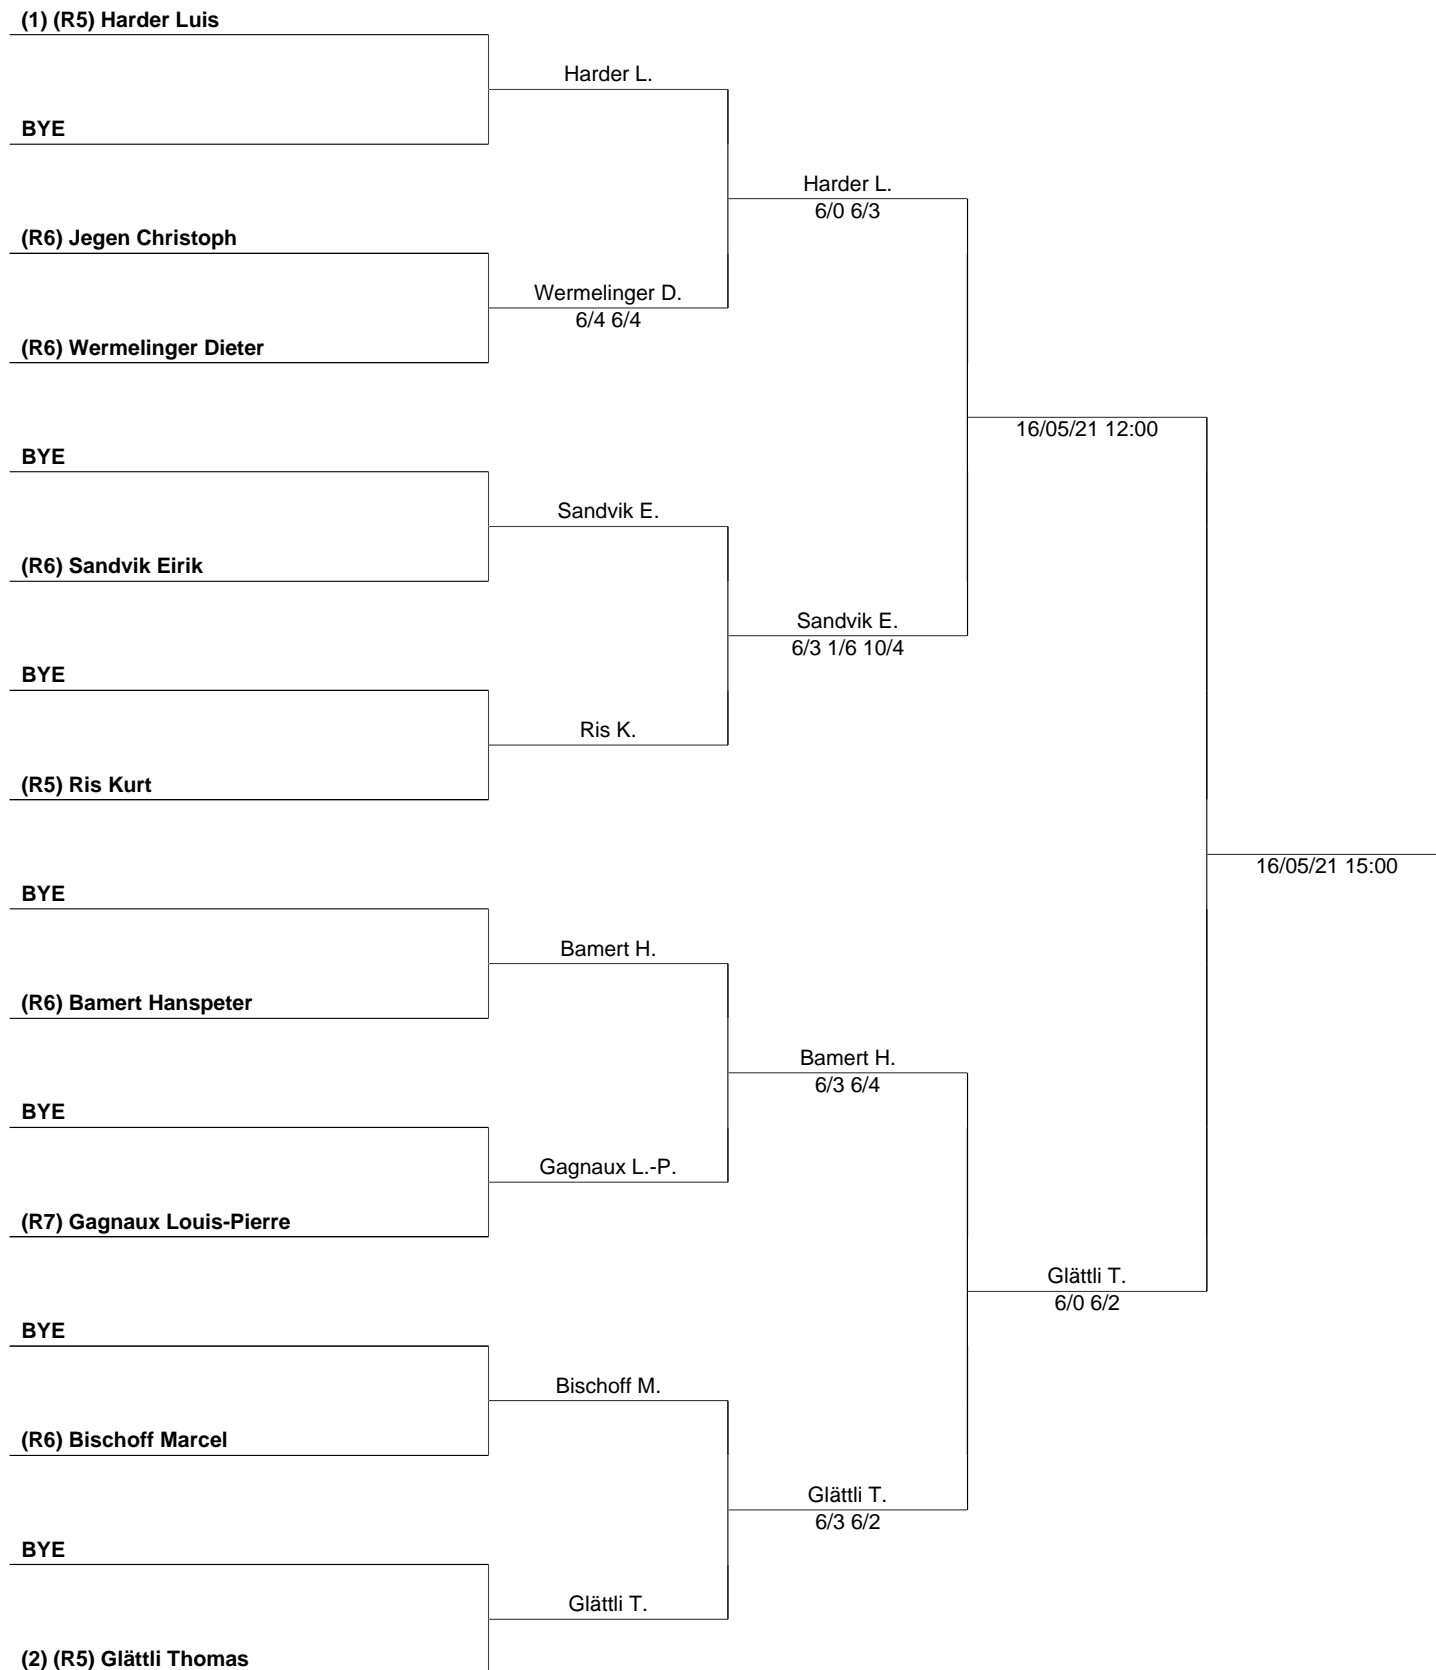 (1) (R5) Harder Luis
Harder L.
BYE
Harder L.
6/0 6/3
(R6) Jegen Christoph
Wermelinger D.
6/4 6/4
(R6) Wermelinger Dieter
16/05/21 12:00
BYE
Sandvik E.
(R6) Sandvik Eirik
Sandvik E.
6/3 1/6 10/4
BYE
Ris K.
(R5) Ris Kurt
16/05/21 15:00
BYE
Bamert H.
(R6) Bamert Hanspeter
Bamert H.
6/3 6/4
BYE
Gagnaux L.-P.
(R7) Gagnaux Louis-Pierre
Glättli T.
6/0 6/2
BYE
Bischoff M.
(R6) Bischoff Marcel
Glättli T.
6/3 6/2
BYE
Glättli T.
(2) (R5) Glättli Thomas